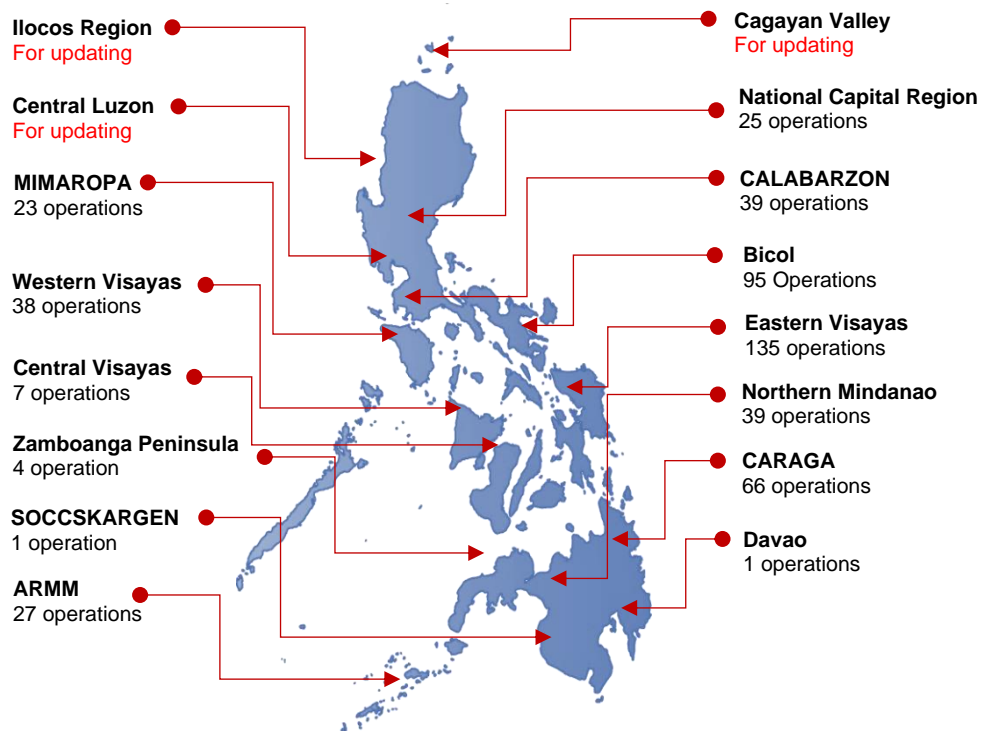 Ilocos Region
For updating
Central Luzon
For updating
MIMAROPA
23 operations
Western Visayas
38 operations
Central Visayas
7 operations
Zamboanga Peninsula
4 operation
SOCCSKARGEN
1 operation
ARMM
27 operations
Cagayan Valley
For updating
National Capital Region
25 operations
CALABARZON
39 operations
Bicol
95 Operations
Eastern Visayas
135 operations
Northern Mindanao
39 operations
CARAGA
66 operations
Davao
1 operations